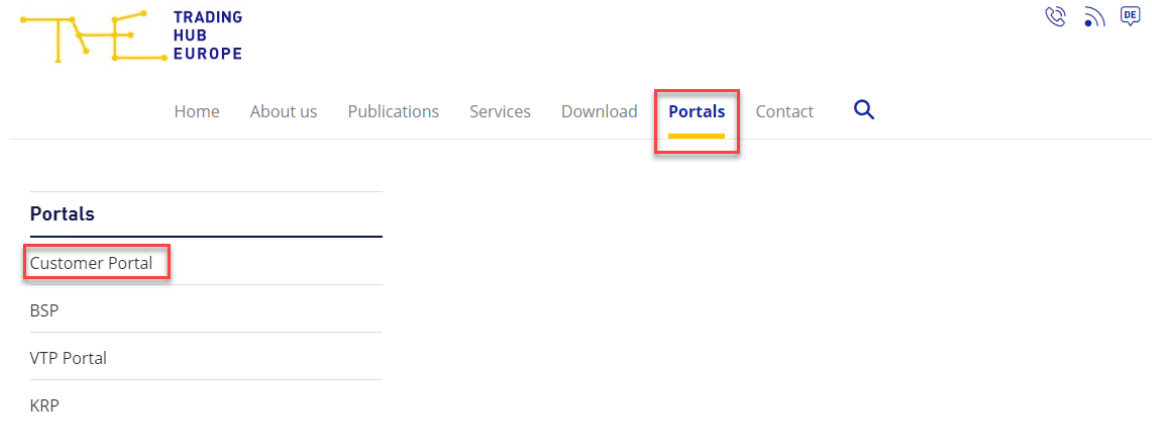 THE
TRADING
HUB
EUROPE
DE
Home About us Publications Services Download Portals Contact
Portals
Customer Portal
BSP
VTP Portal
KRP